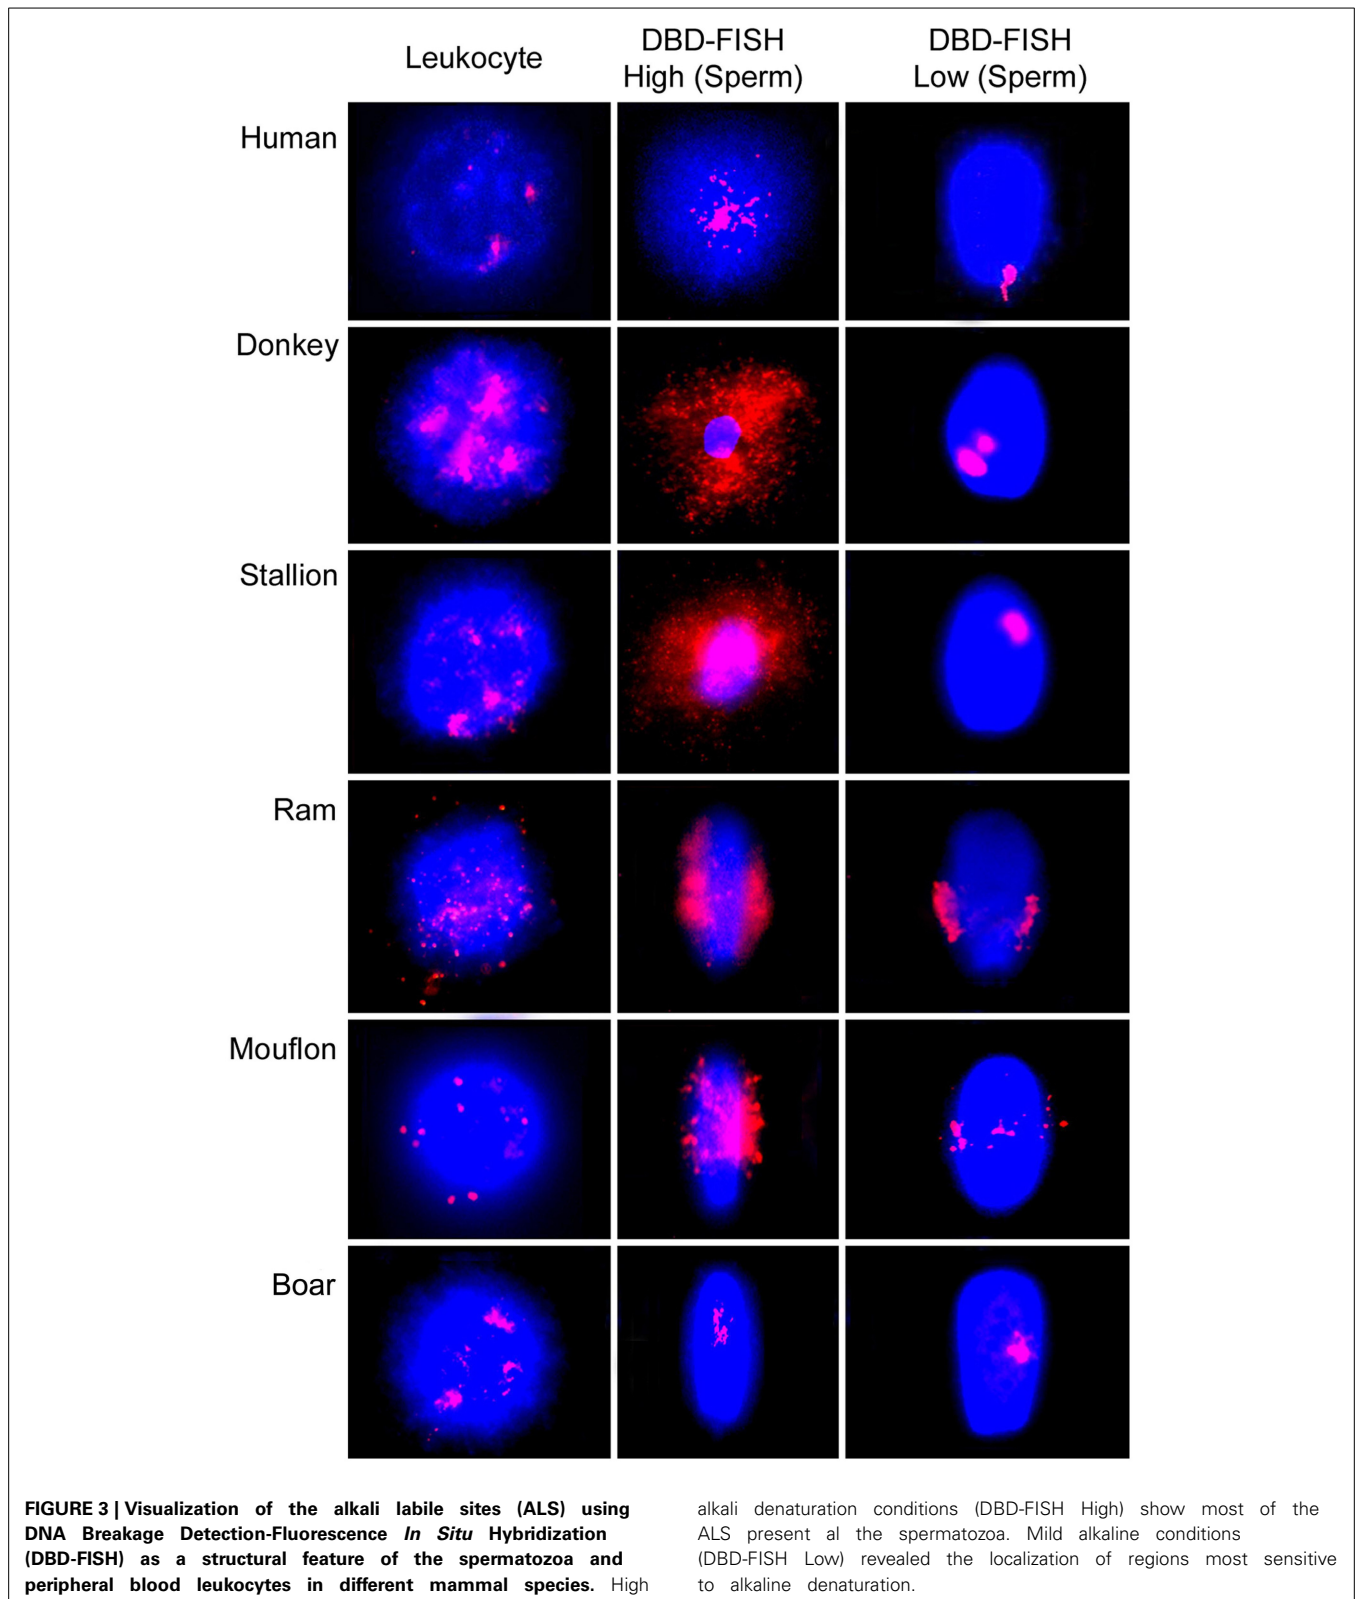 Leukocyte
DBD-FISH
High (Sperm)
DBD-FISH
Low (Sperm)
Human
Donkey
Stallion
Ram
Mouflon
Boar
FIGURE 3 | Visualization of the alkali labile sites (ALS) using
DNA Breakage Detection-Fluorescence In Situ Hybridization
(DBD-FISH) as a structural feature of the spermatozoa and
peripheral blood leukocytes in different mammal species. High
alkali denaturation conditions (DBD-FISH High) show most of the
ALS present al the spermatozoa. Mild alkaline conditions
(DBD-FISH Low) revealed the localization of regions most sensitive
to alkaline denaturation.